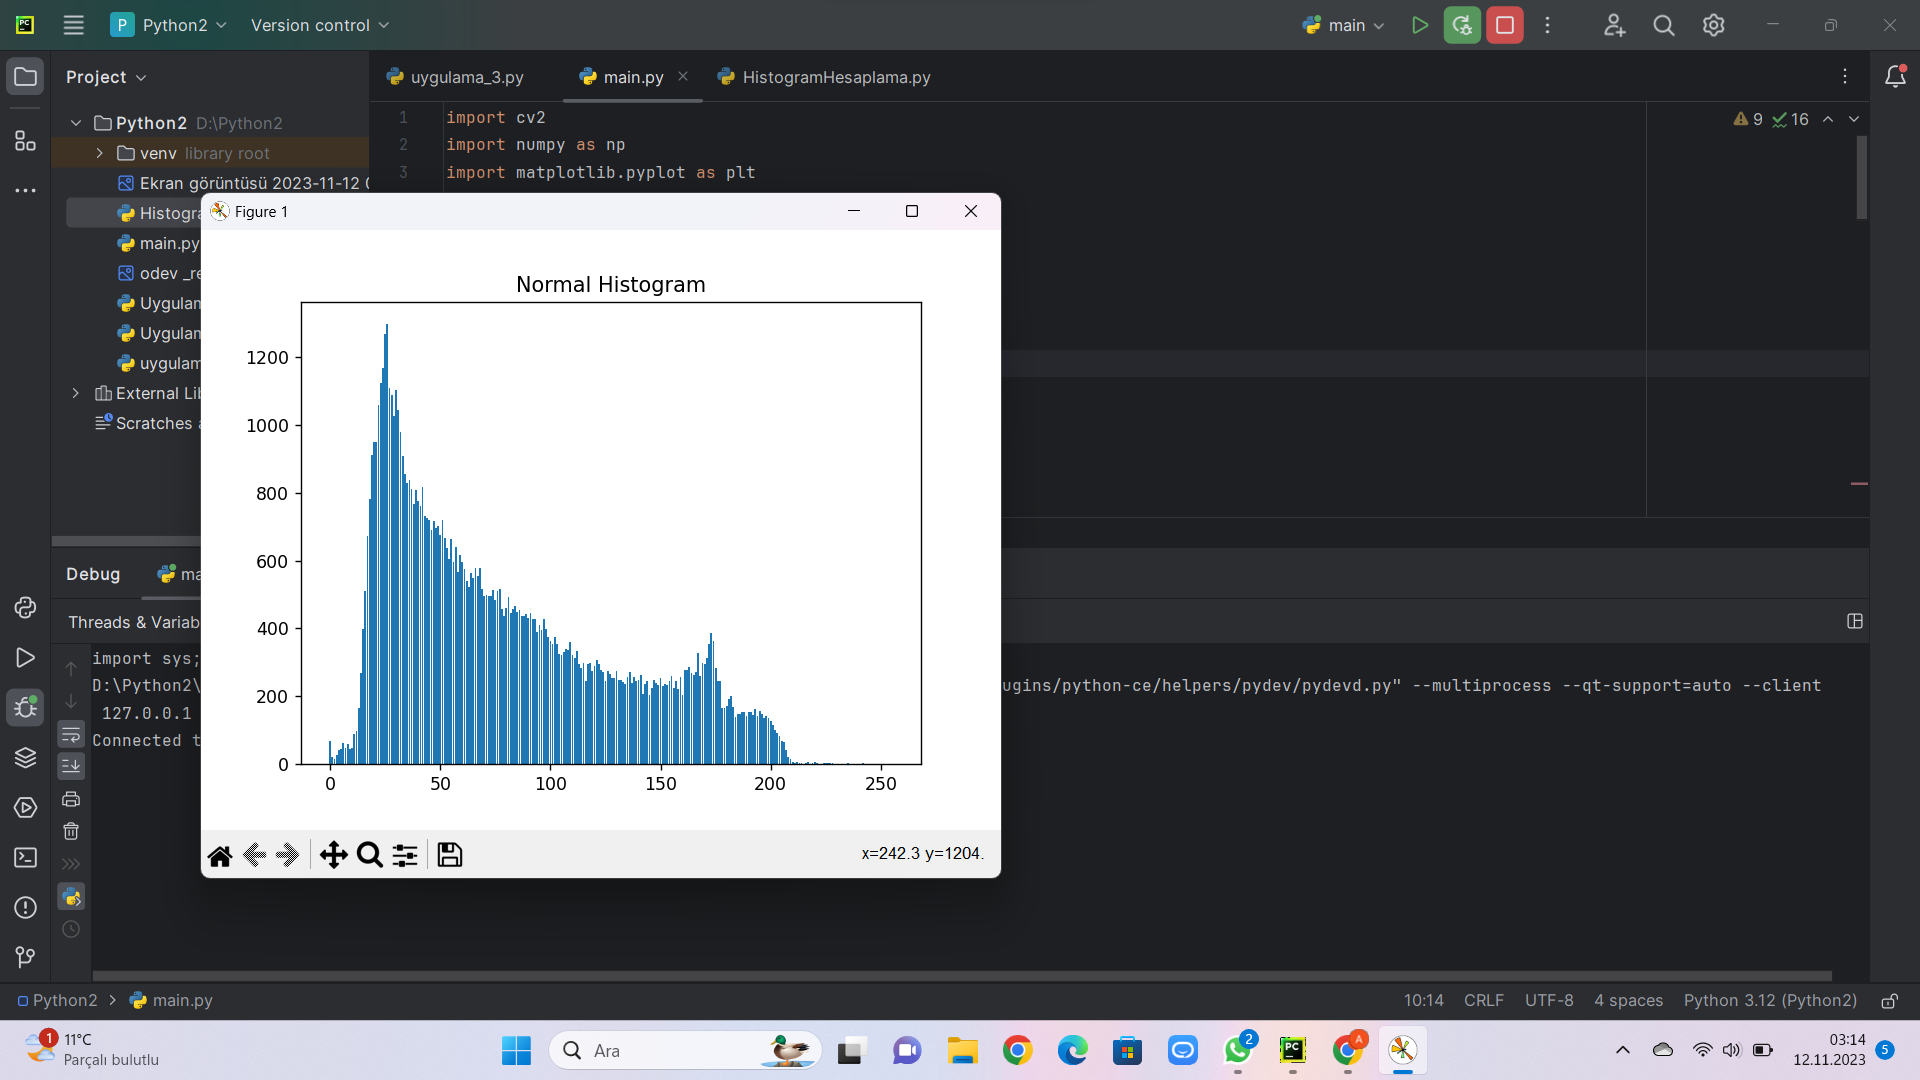 P Python2 Version control main
Project
uygulama_3.py main.py HistogramHesaplama.py
Python2 D:\Python2
venv library root
Ekran görüntüsü 2023-11-12 0
Histogra
main.py
odev _re
Uygulan
Uygulan
uygulam
External Lib
Scratches a
1 import cv2
2 import numpy as np
3 import matplotlib.pyplot as plt
9 16
Figure 1
Normal Histogram
1200
1000
800
600
400
200
0
0 50 100 150 200 250
x=242.3 y=1204.
Debug ma
Threads & Variab
import sys;
D:\Python2\ ugins/python-ce/helpers/pydev/pydevd.py" --multiprocess --qt-support=auto --client
127.0.0.1
Connected t
Python2 main.py 10:14 CRLF UTF-8 4 spaces Python 3.12 (Python2)
1 11°C
Parçalı bulutlu
Ara
2
A
03:14
12.11.2023
5